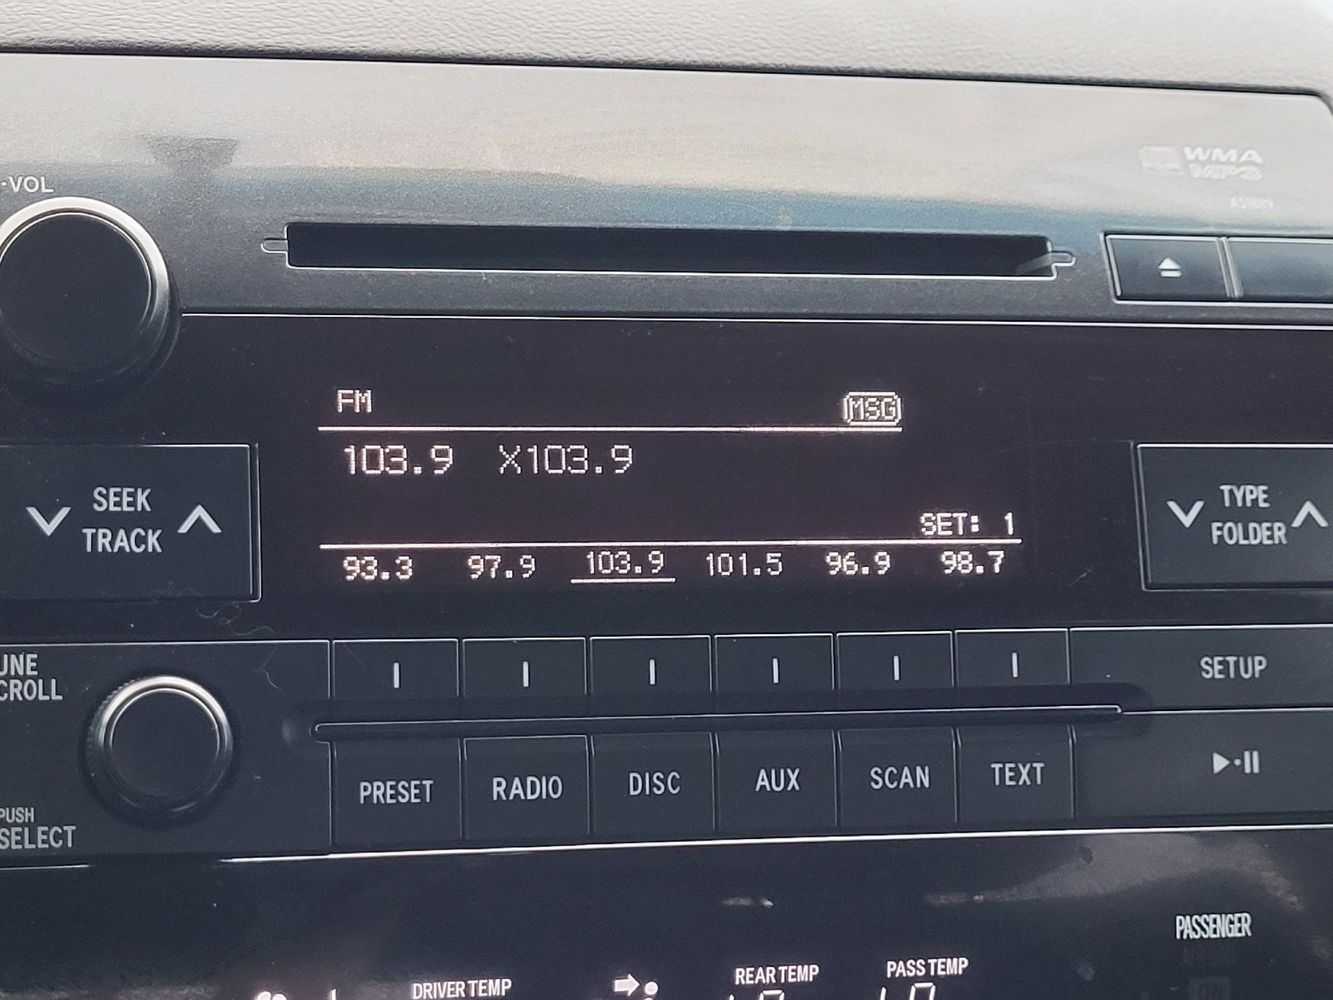 ·VOL
WMA
MP3
FM MSG
103.9 X103.9
SET: 1
93.3 97.9 103.9 101.5 96.9 98.7
SEEK
TRACK
TYPE
FOLDER
UNE
CROLL
SETUP
PRESET RADIO DISC AUX SCAN TEXT
PUSH
SELECT
PASSENGER
DRIVER TEMP REAR TEMP PASS TEMP